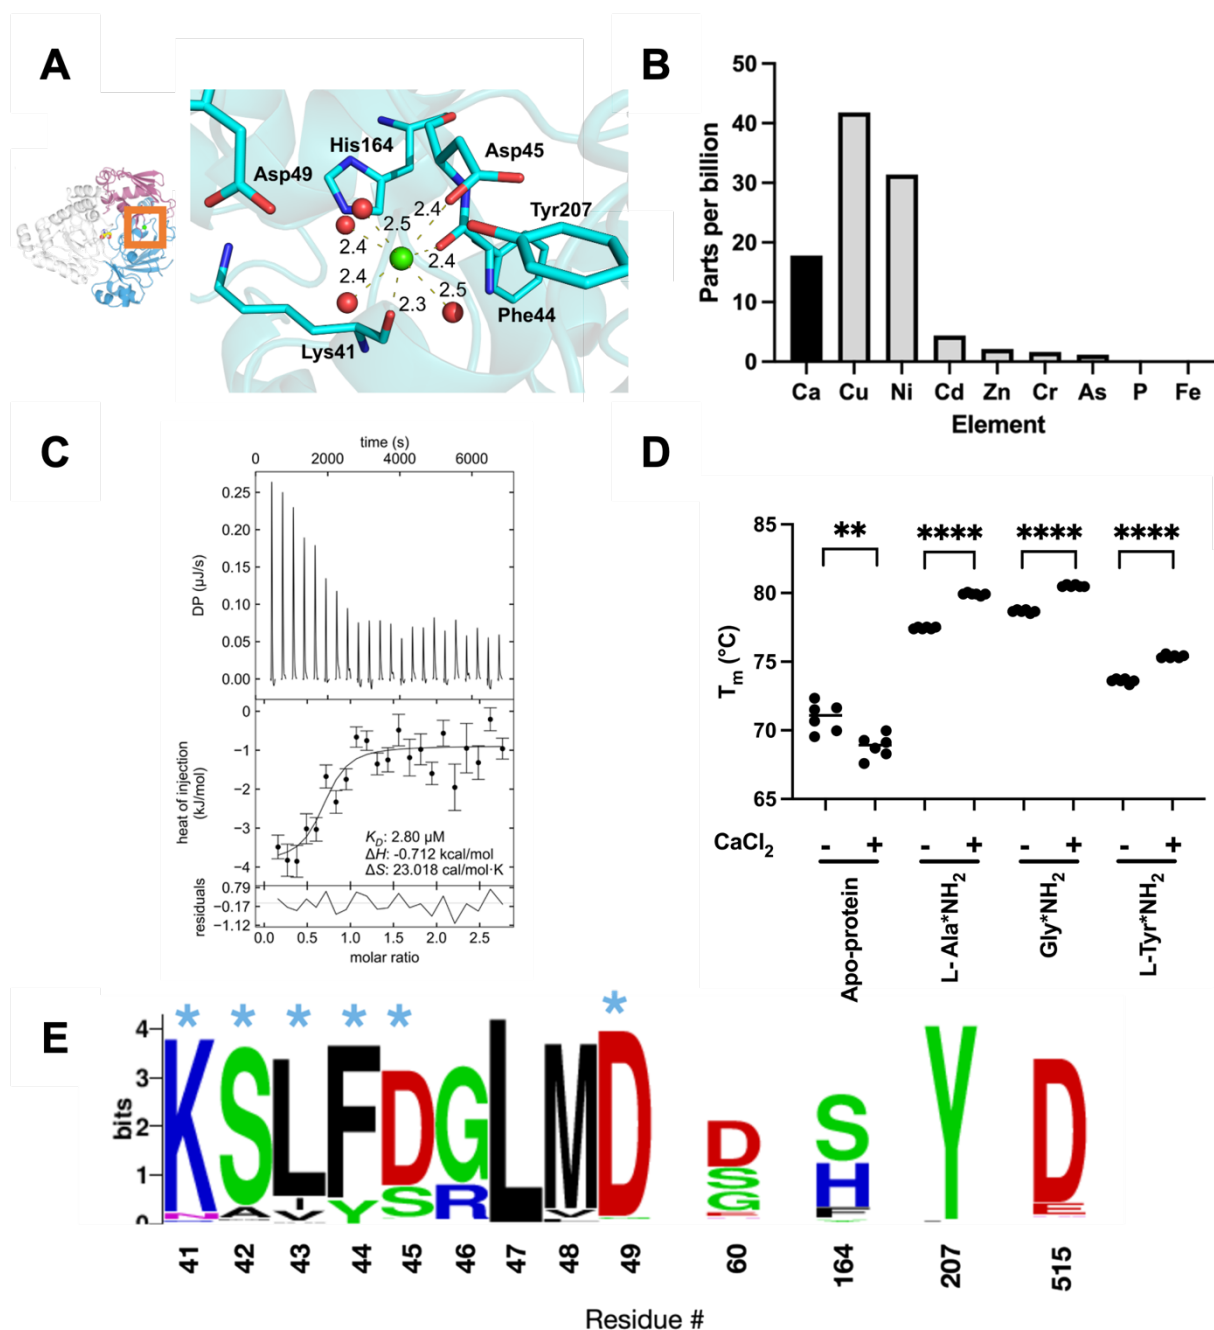 A
His164
Asp45
Asp49
Tyr207
2.4
2.5
2.4
2.4
2.4
2.5
2.3
Phe44
Lys41
B
50
40
30
20
10
0
Parts per billion
Ca Cu Ni Cd Zn Cr As P Fe
Element
C
time (s)
0 2000 4000 6000
0.25
0.20
0.15
0.10
0.05
0.00
DP (µJ/s)
0
−1
−2
−3
−4
heat of injection
(kJ/mol)
K_D: 2.80 µM
ΔH: -0.712 kcal/mol
ΔS: 23.018 cal/mol·K
0.79
−0.17
−1.12
residuals
0.0 0.5 1.0 1.5 2.0 2.5
molar ratio
D
85
80
75
70
65
Tm (°C)
** **** **** ****
CaCl2 - + - + - + - +
Apo-protein
L- Ala*NH2
Gly*NH2
L-Tyr*NH2
E
* * * * * *
4
3
2
1
0
bits
K S L F D G L M D D S Y D
N A I Y S R V S H E
V G F
41 42 43 44 45 46 47 48 49 60 164 207 515
Residue #